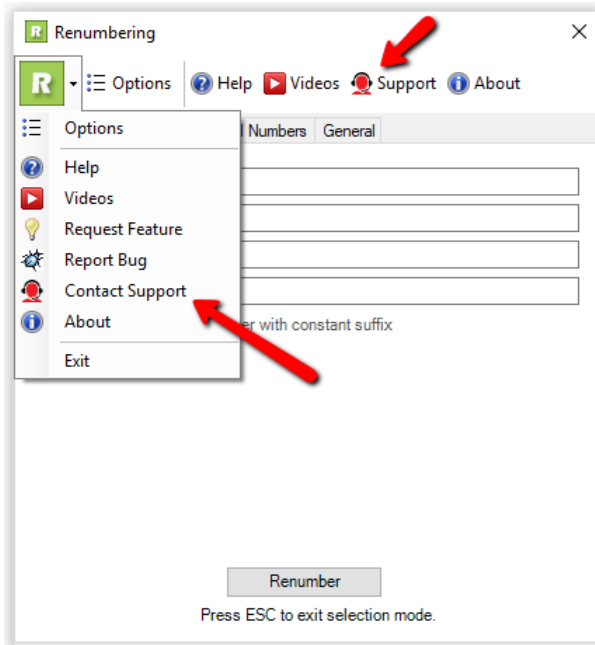 R Renumbering
R Options Help Videos Support About
Options
l Numbers General
Help
Videos
Request Feature
Report Bug
Contact Support
About
er with constant suffix
Exit
Renumber
Press ESC to exit selection mode.